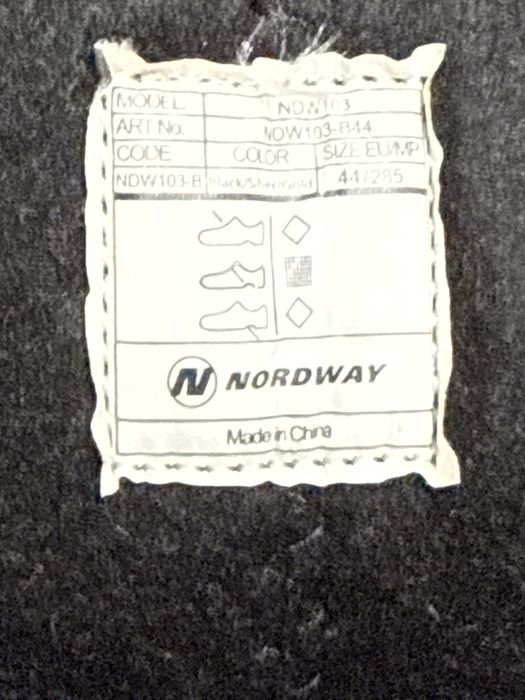 MODEL NDW103
ART No. NDW103-B44
CODE COLOR SIZE EU/MP
NDW103-B Black/Silver/Gold 44/285
N NORDWAY
Made in China